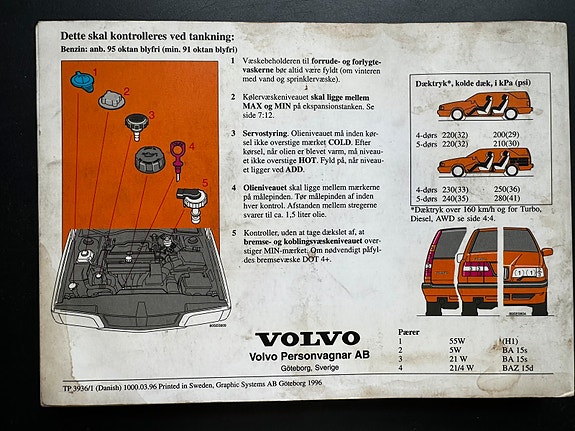 Dette skal kontrolleres ved tankning:
Benzin: anb. 95 oktan blyfri (min. 91 oktan blyfri)
1
2
3
4
5
1 Væskebeholderen til forrude- og forlygte-
vaskerne bør altid være fyldt (om vinteren
med vand og sprinklervæske).
2 Kølervæskeniveauet skal ligge mellem
MAX og MIN på ekspansionstanken. Se
side 7:12.
3 Servostyring. Olieniveauet må inden kør-
sel ikke overstige mærket COLD. Efter
kørsel, når olien er blevet varm, må niveau-
et ikke overstige HOT. Fyld på, når niveau-
et ligger ved ADD.
4 Olieniveauet skal ligge mellem mærkerne
på målepinden. Tør målepinden af inden
hver kontrol. Afstanden mellem stregerne
svarer til ca. 1,5 liter olie.
5 Kontroller, uden at tage dækslet af, at
bremse- og koblingsvæskeniveauet over-
stiger MIN-mærket. Om nødvendigt påfyl-
des bremsevæske DOT 4+.
Dæktryk*, kolde dæk, i kPa (psi)
4-dørs 220(32) 200(29)
5-dørs 220(32) 210(30)
4-dørs 230(33) 250(36)
5-dørs 240(35) 280(41)
*Dæktryk over 160 km/h og for Turbo,
Diesel, AWD se side 4:4.
VOLVO
Volvo Personvagnar AB
Göteborg, Sverige
Pærer
1 55W (H1)
2 5W BA 15s
3 21 W BA 15s
4 21/4 W BAZ 15d
TP 3936/1 (Danish) 1000.03.96 Printed in Sweden, Graphic Systems AB Göteborg 1996